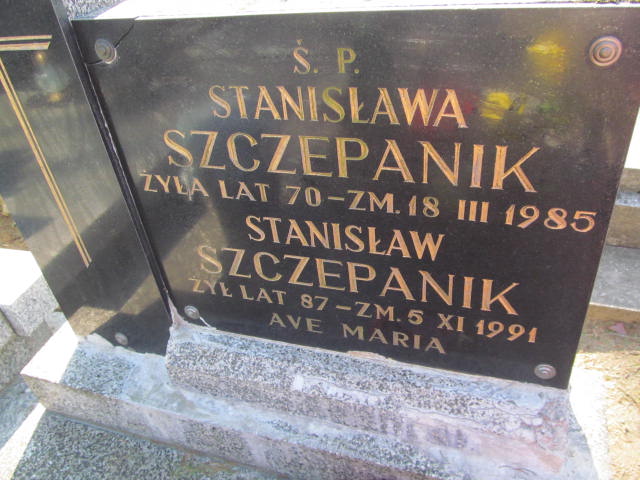 Ś. P.
STANISŁAWA
SZCZEPANIK
ŻYŁA LAT 70 – ZM. 18 III 1985
STANISŁAW
SZCZEPANIK
ŻYŁ LAT 87 – ZM. 5 XI 1991
AVE MARIA